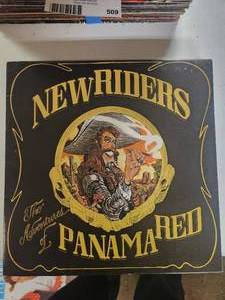 509
NEW RIDERS
The
Adventures
of
PANAMA RED